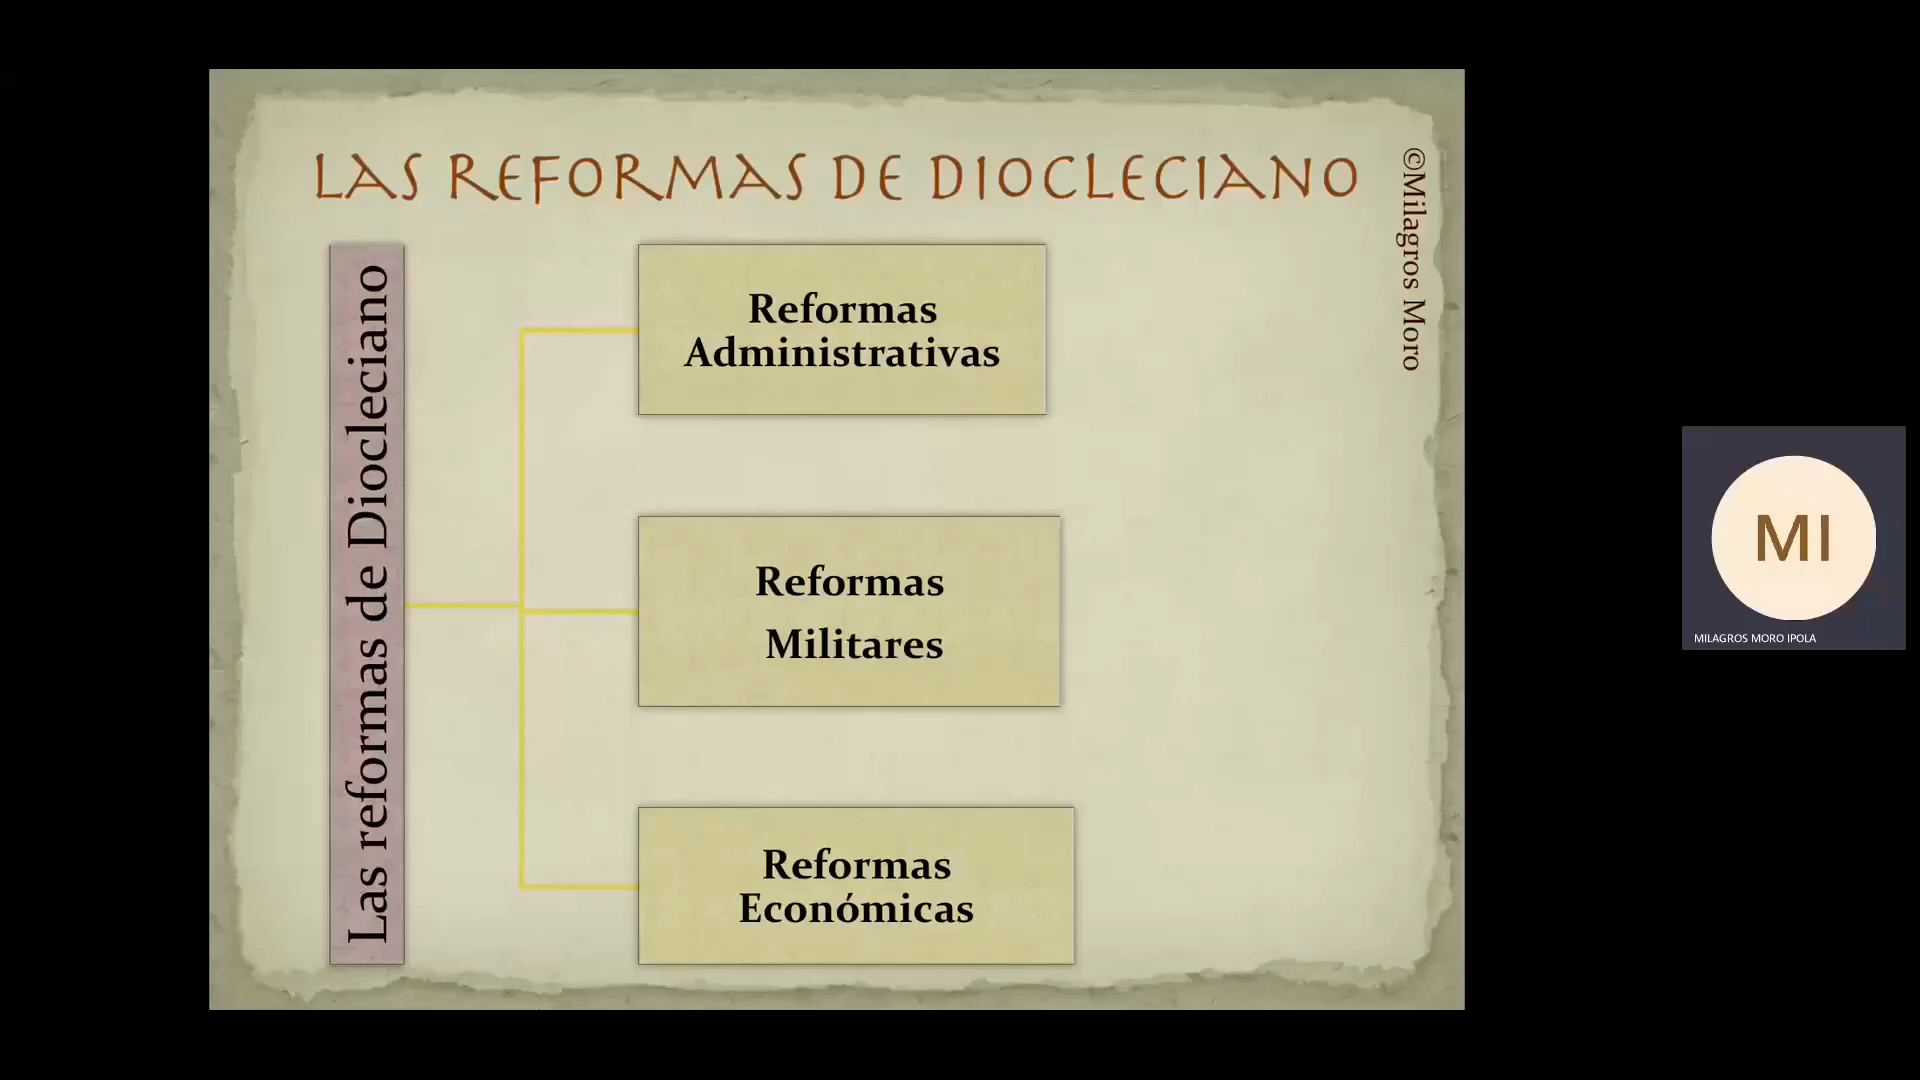 LAS REFORMAS DE DIOCLECIANO
©Milagros Moro
Las reformas de Diocleciano
Reformas
Administrativas
Reformas
Militares
Reformas
Económicas
MI
MILAGROS MORO IPOLA